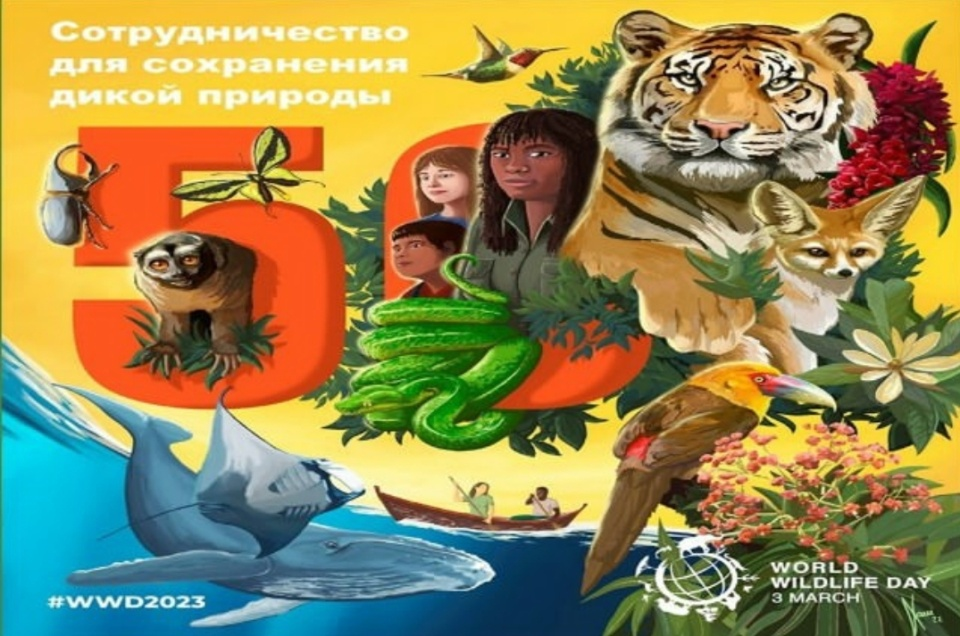 Сотрудничество
для сохранения
дикой природы
50
#WWD2023
WORLD
WILDLIFE DAY
3 MARCH